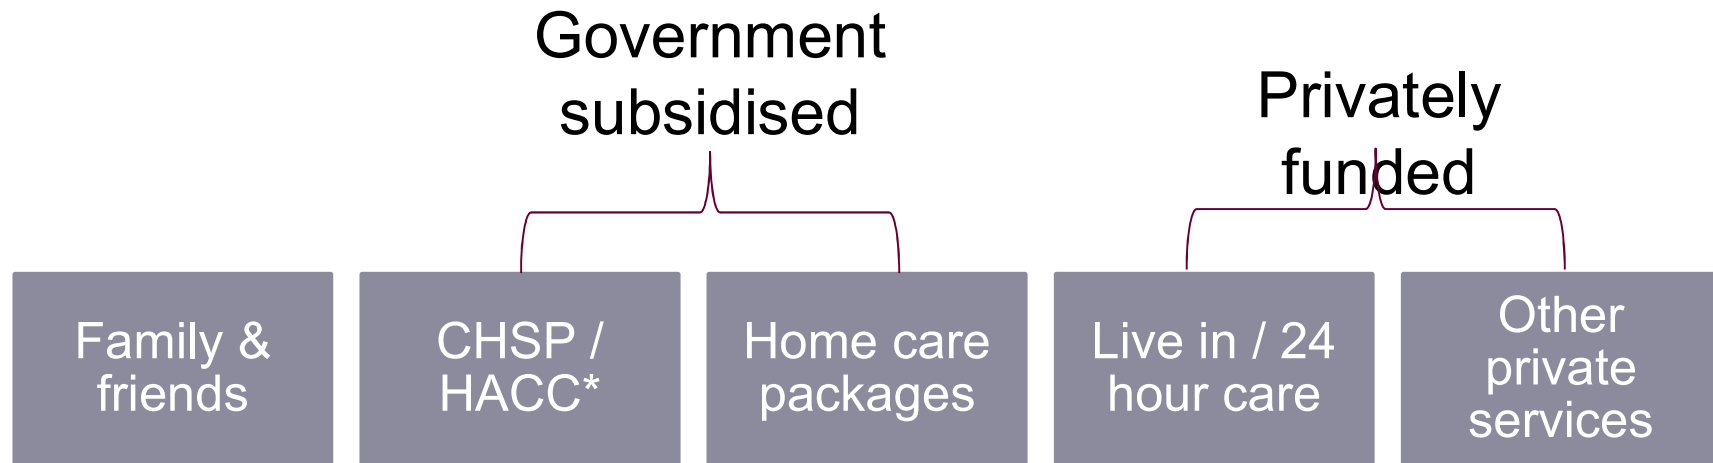 Government
subsidised
Privately
funded
Family &
friends
CHSP /
HACC*
Home care
packages
Live in / 24
hour care
Other
private
services